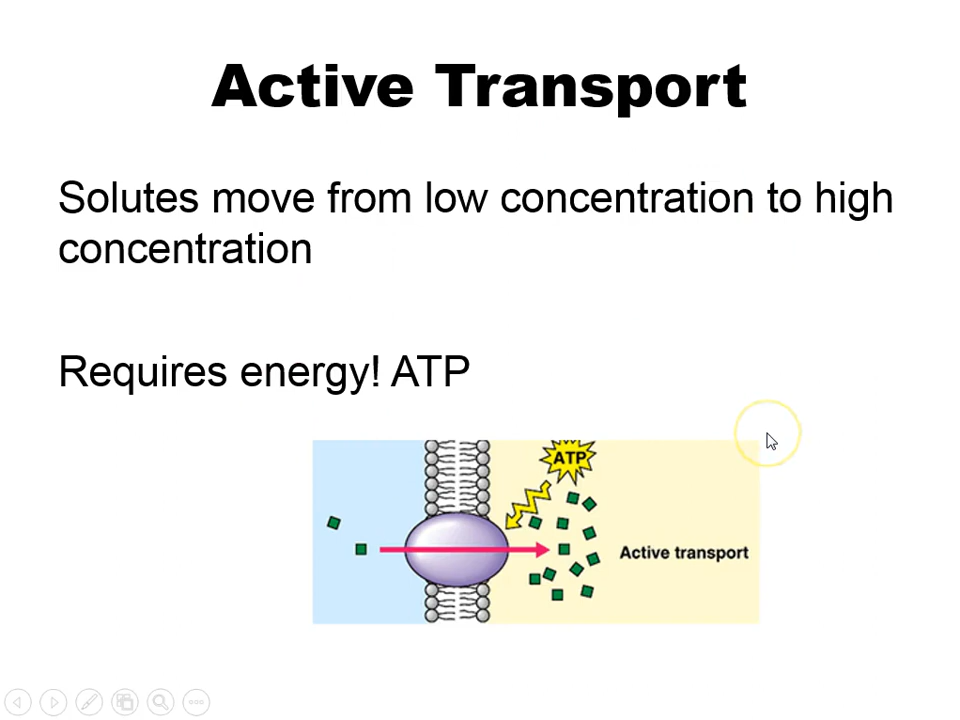 Active Transport
Solutes move from low concentration to high
concentration
Requires energy! ATP
ATP
Active transport